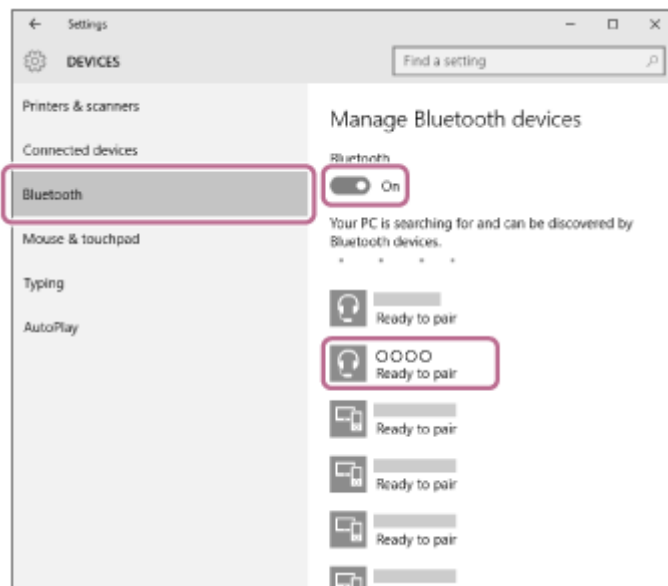 Settings
DEVICES
Find a setting
Printers & scanners
Connected devices
Bluetooth
Mouse & touchpad
Typing
AutoPlay
Manage Bluetooth devices
Bluetooth
On
Your PC is searching for and can be discovered by
Bluetooth devices.
Ready to pair
OOOO
Ready to pair
Ready to pair
Ready to pair
Ready to pair